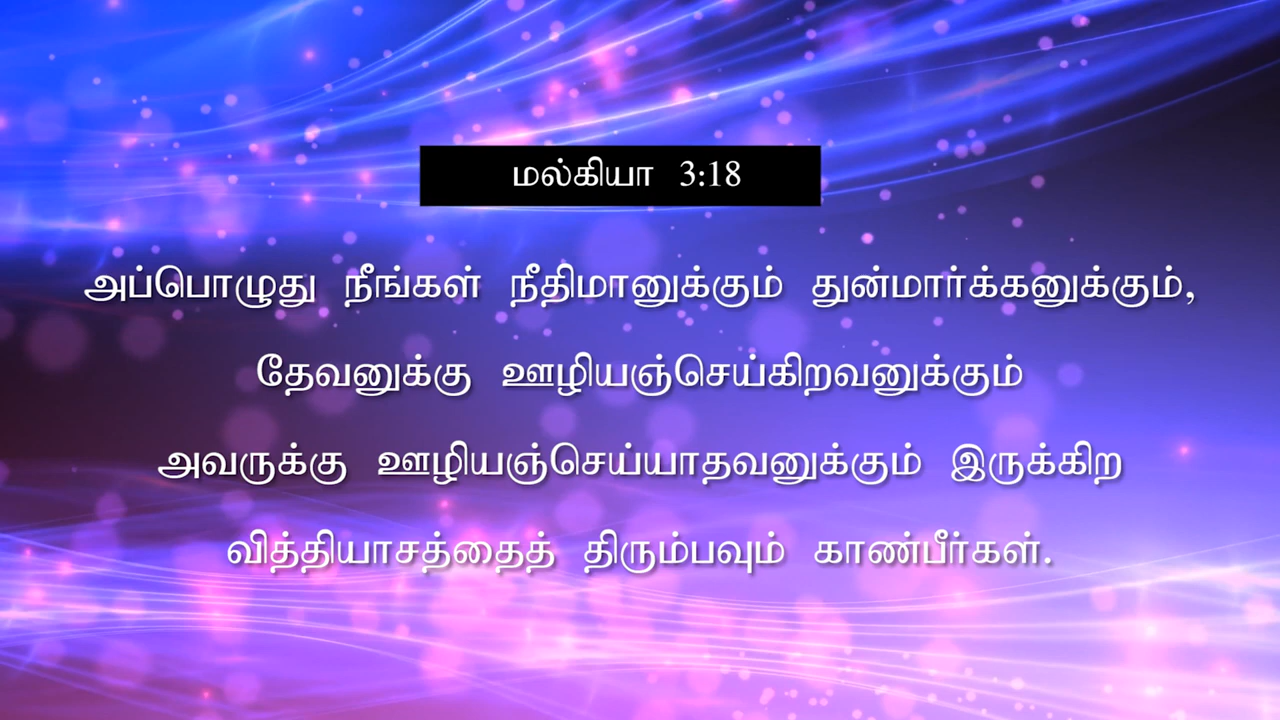 மல்கியா 3:18
அப்பொழுது நீங்கள் நீதிமானுக்கும் துன்மார்க்கனுக்கும்,
தேவனுக்கு ஊழியஞ்செய்கிறவனுக்கும்
அவருக்கு ஊழியஞ்செய்யாதவனுக்கும் இருக்கிற
வித்தியாசத்தைத் திரும்பவும் காண்பீர்கள்.